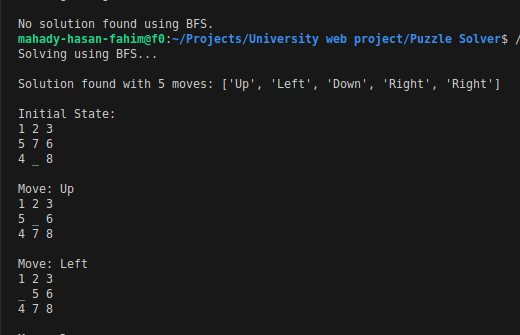 No solution found using BFS.
mahady-hasan-fahim@f0:~/Projects/University web project/Puzzle Solver$ /
Solving using BFS...
Solution found with 5 moves: ['Up', 'Left', 'Down', 'Right', 'Right']
Initial State:
1 2 3
5 7 6
4 _ 8
Move: Up
1 2 3
5 _ 6
4 7 8
Move: Left
1 2 3
_ 5 6
4 7 8